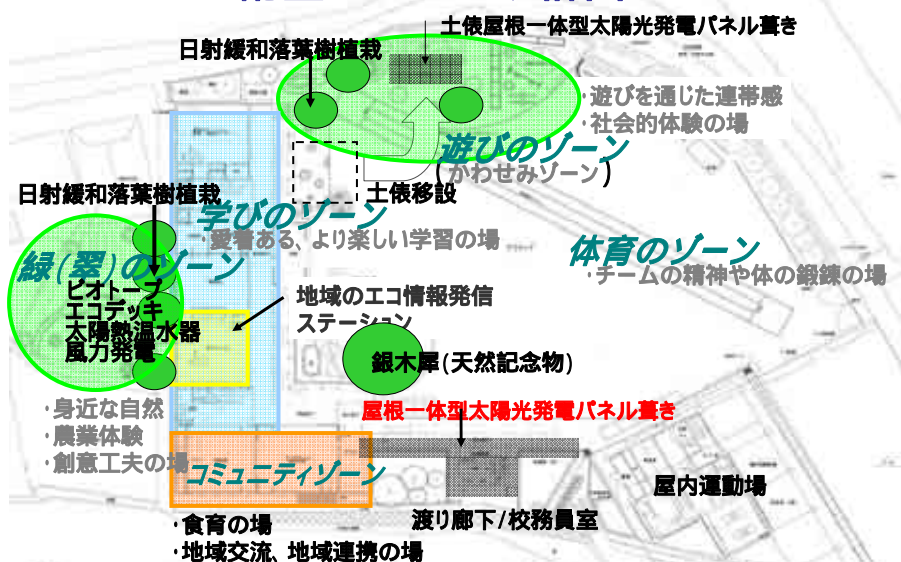 土俵屋根一体型太陽光発電パネル葺き
日射緩和落葉樹植栽
・遊びを通じた連帯感
・社会的体験の場
遊びのゾーン
(かわせみゾーン)
土俵移設
日射緩和落葉樹植栽
学びのゾーン
・愛着ある、より楽しい学習の場
体育のゾーン
・チームの精神や体の鍛錬の場
緑(翠)のゾーン
ビオトープ
エコデッキ
太陽熱温水器
風力発電
地域のエコ情報発信
ステーション
銀木犀(天然記念物)
屋根一体型太陽光発電パネル葺き
・身近な自然
・農業体験
・創意工夫の場
コミュニティゾーン
屋内運動場
渡り廊下/校務員室
・食育の場
・地域交流、地域連携の場